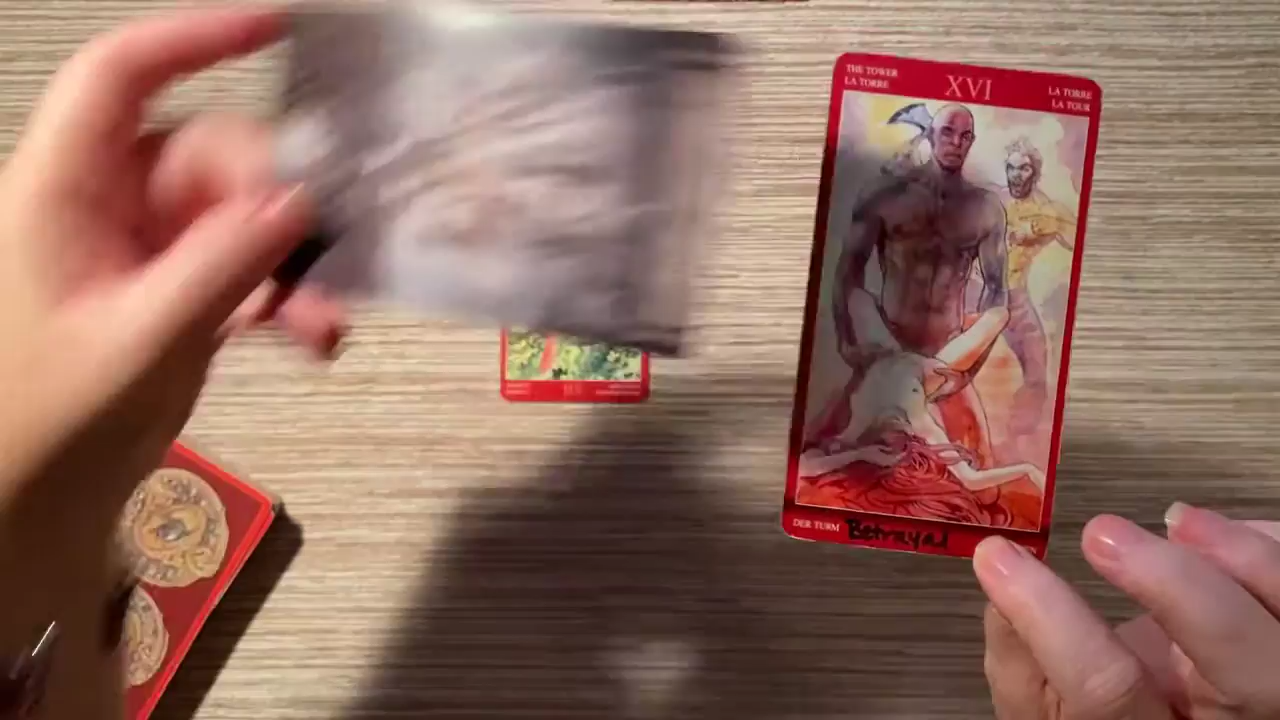 THE TOWER
LA TORRE
XVI
LA TORRE
LA TOUR
DER TURM
Betrayal